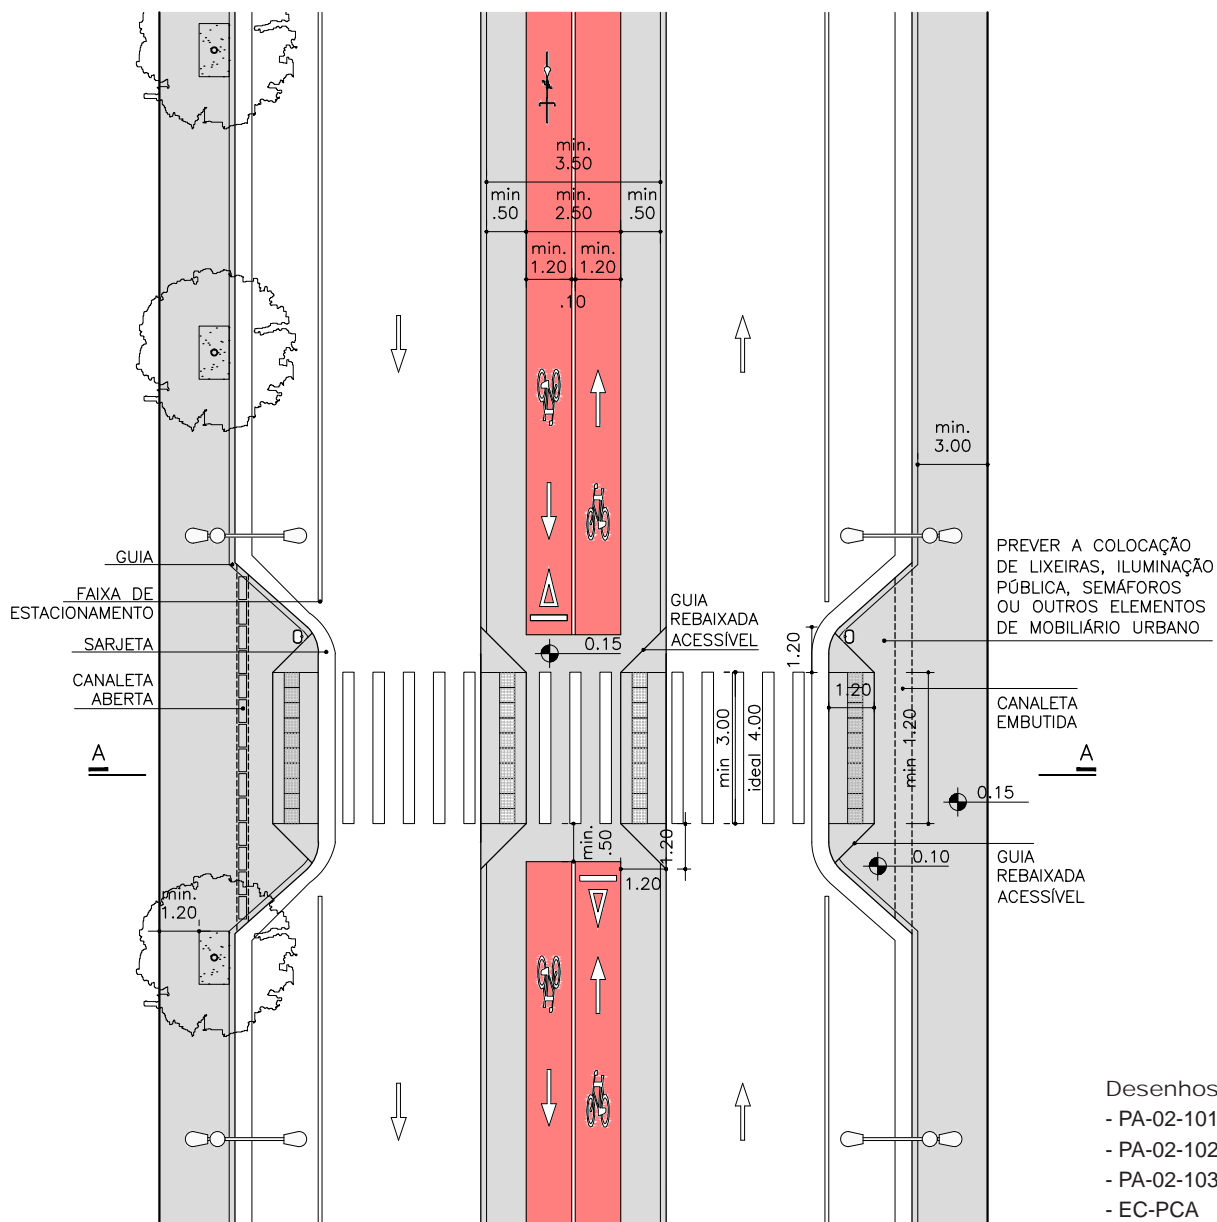 min.
3.50
min
.50
min.
2.50
min
.50
min.
1.20
min.
1.20
.10
min.
3.00
GUIA
FAIXA DE
ESTACIONAMENTO
SARJETA
CANALETA
ABERTA
GUIA
REBAIXADA
ACESSÍVEL
0.15
1.20
PREVER A COLOCAÇÃO
DE LIXEIRAS, ILUMINAÇÃO
PÚBLICA, SEMÁFOROS
OU OUTROS ELEMENTOS
DE MOBILIÁRIO URBANO
1.20
CANALETA
EMBUTIDA
min 3.00
ideal 4.00
min 1.20
A
A
0.15
0.10
GUIA
REBAIXADA
ACESSÍVEL
min.
.50
1.20
1.20
min.
1.20
Desenhos
- PA-02-101
- PA-02-102
- PA-02-103
- EC-PCA